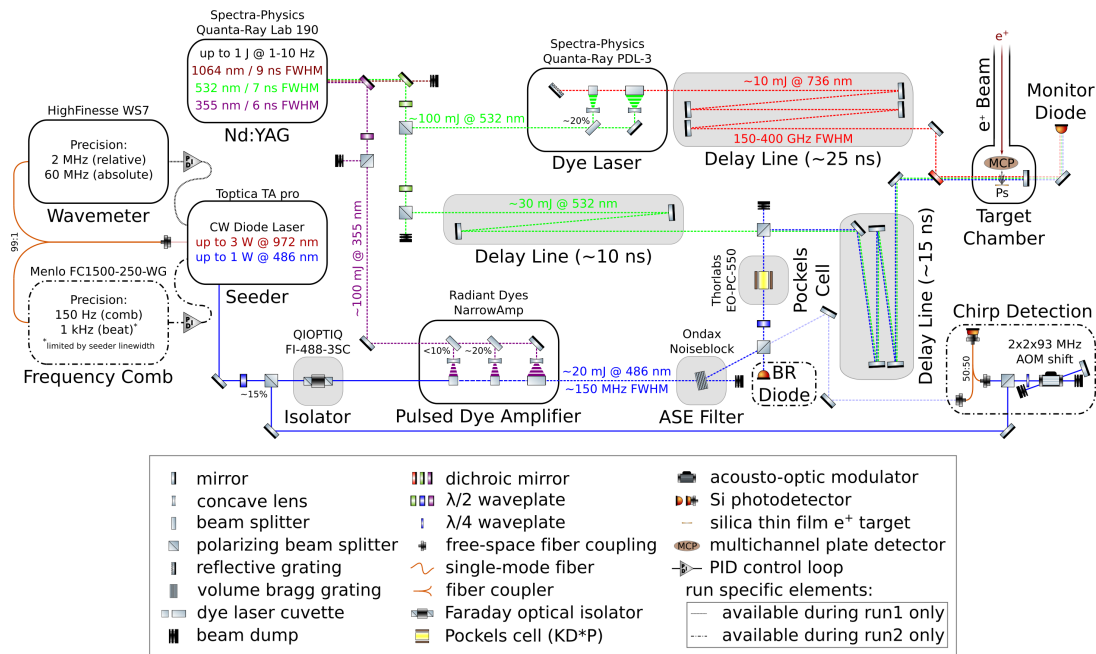 Spectra-Physics
Quanta-Ray Lab 190
up to 1 J @ 1-10 Hz
1064 nm / 9 ns FWHM
532 nm / 7 ns FWHM
355 nm / 6 ns FWHM
Nd:YAG
Spectra-Physics
Quanta-Ray PDL-3
~20%
Dye Laser
~100 mJ @ 532 nm
~10 mJ @ 736 nm
150-400 GHz FWHM
Delay Line (~25 ns)
e⁺
e⁺ Beam
MCP
Ps
Target
Chamber
Monitor
Diode
HighFinesse WS7
Precision:
2 MHz (relative)
60 MHz (absolute)
Wavemeter
PID
99:1
Toptica TA pro
CW Diode Laser
up to 3 W @ 972 nm
up to 1 W @ 486 nm
Seeder
Menlo FC1500-250-WG
Precision:
150 Hz (comb)
1 kHz (beat)*
*limited by seeder linewidth
Frequency Comb
PID
~100 mJ @ 355 nm
~30 mJ @ 532 nm
Delay Line (~10 ns)
Thorlabs
EO-PC-550
Pockels
Cell
Delay Line (~15 ns)
~15%
QIOPTIQ
FI-488-3SC
Isolator
Radiant Dyes
NarrowAmp
<10%
~20%
Pulsed Dye Amplifier
~20 mJ @ 486 nm
~150 MHz FWHM
Ondax
Noiseblock
ASE Filter
BR
Diode
Chirp Detection
50:50
2x2x93 MHz
AOM shift
mirror
concave lens
beam splitter
polarizing beam splitter
reflective grating
volume bragg grating
dye laser cuvette
beam dump
dichroic mirror
λ/2 waveplate
λ/4 waveplate
free-space fiber coupling
single-mode fiber
fiber coupler
Faraday optical isolator
Pockels cell (KD*P)
acousto-optic modulator
Si photodetector
silica thin film e⁺ target
MCP multichannel plate detector
PID PID control loop
run specific elements:
available during run1 only
available during run2 only